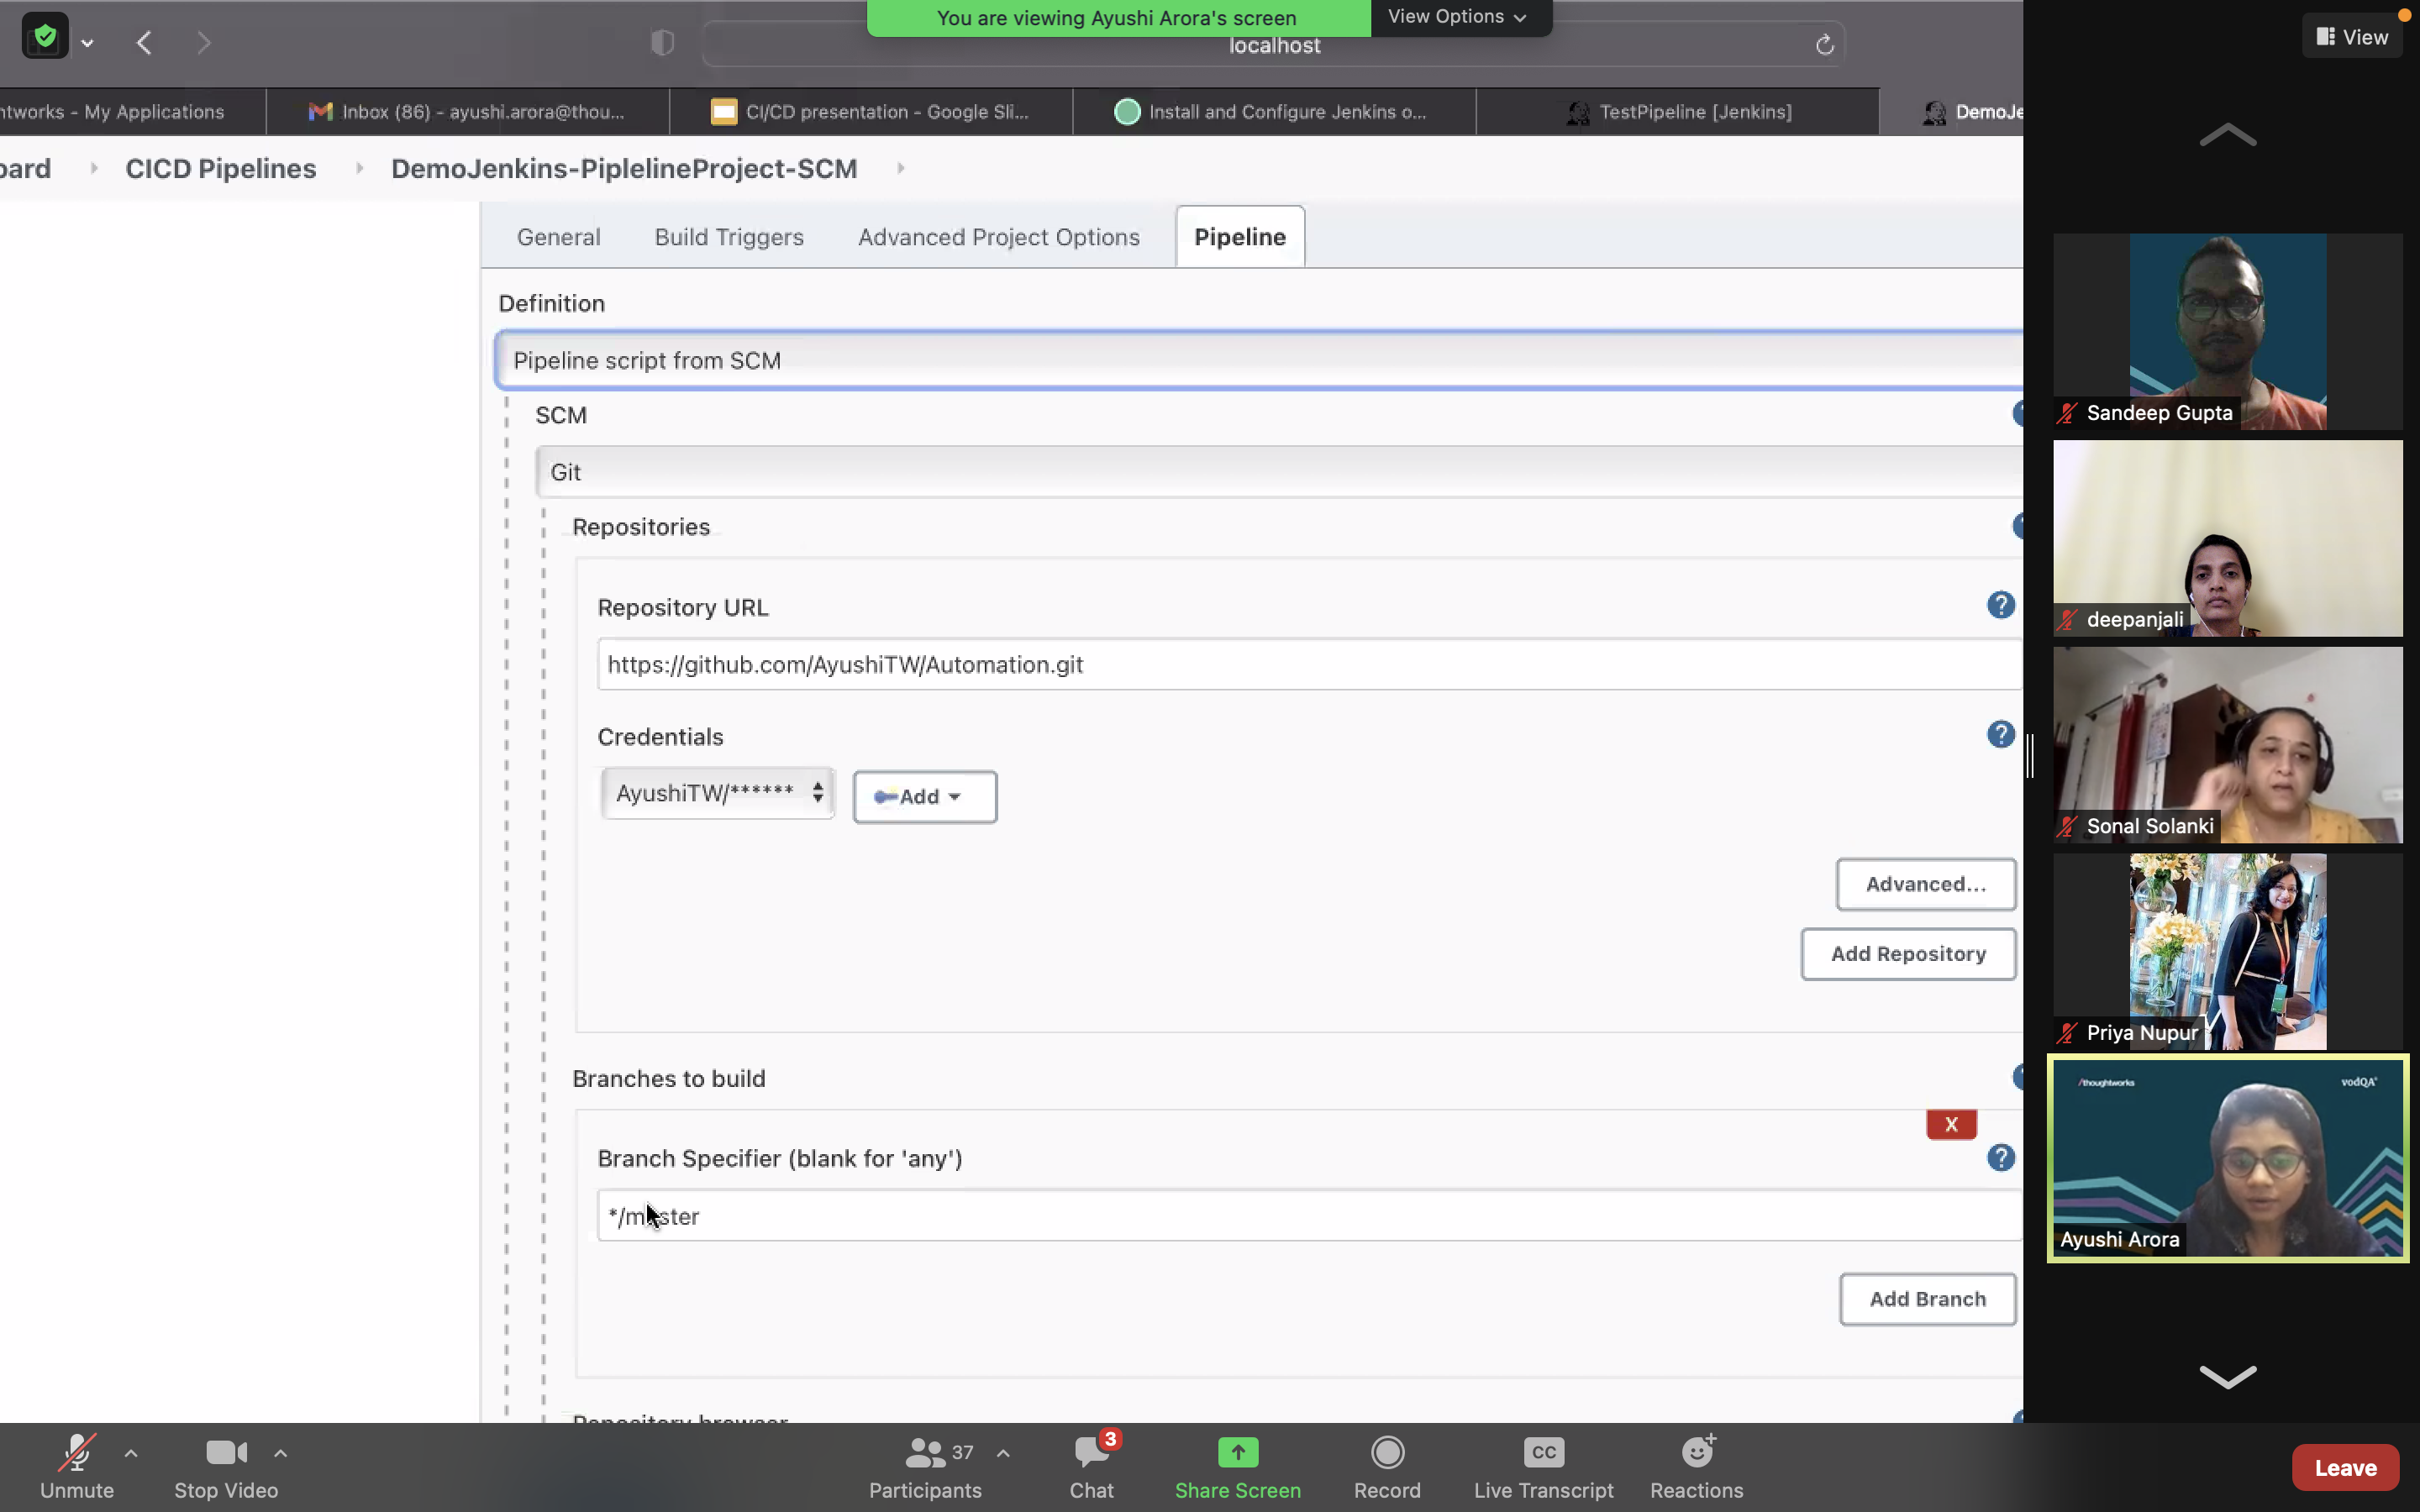 You are viewing Ayushi Arora's screen
View Options
View
localhost
ntworks - My Applications
Inbox (86) - ayushi.arora@thou...
CI/CD presentation - Google Sli...
Install and Configure Jenkins o...
TestPipeline [Jenkins]
DemoJe
oard
CICD Pipelines
DemoJenkins-PiplelineProject-SCM
General
Build Triggers
Advanced Project Options
Pipeline
Definition
Pipeline script from SCM
SCM
Git
Repositories
Repository URL
https://github.com/AyushiTW/Automation.git
Credentials
AyushiTW/******
Add
Advanced...
Add Repository
Branches to build
X
Branch Specifier (blank for 'any')
*/master
Add Branch
Repository browser
Sandeep Gupta
deepanjali
Sonal Solanki
Priya Nupur
/thoughtworks
vodQA
Ayushi Arora
Unmute
Stop Video
37
Participants
3
Chat
Share Screen
Record
CC
Live Transcript
Reactions
Leave